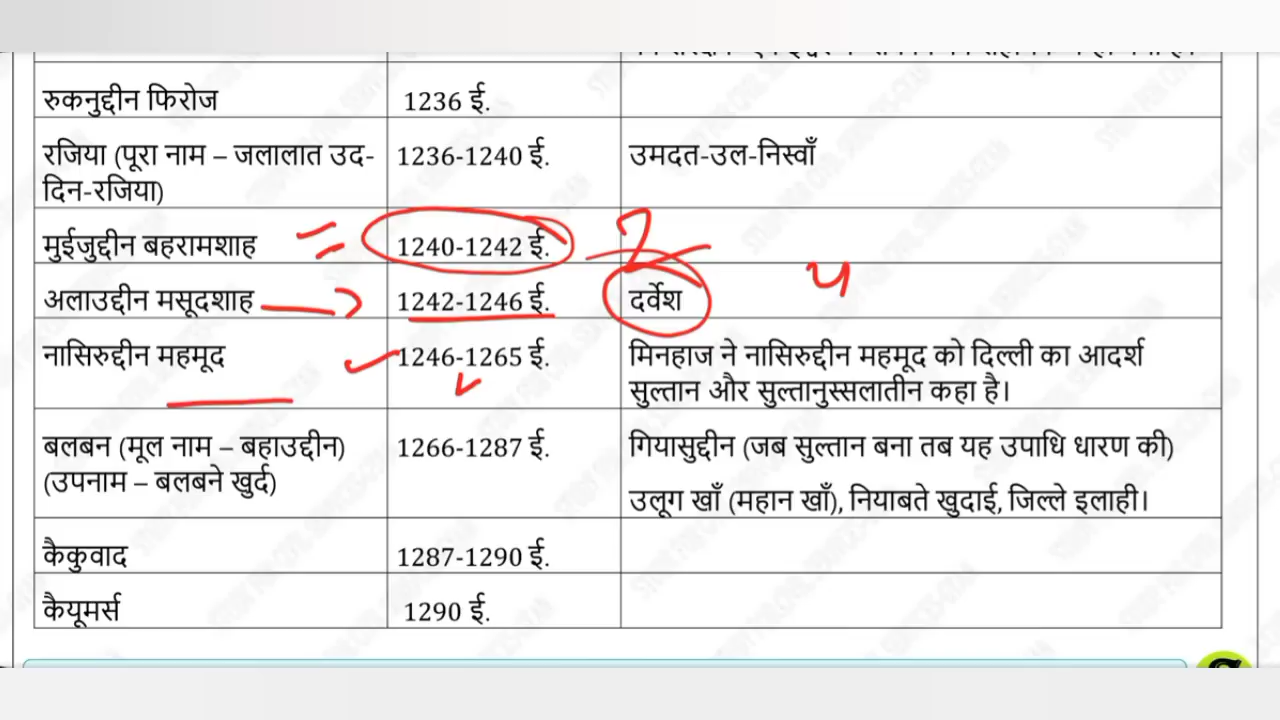 रुकनुद्दीन फिरोज 1236 ई.
रजिया (पूरा नाम – जलालात उद- 1236-1240 ई. उमदत-उल-निस्वाँ
दिन-रजिया)
मुईजुद्दीन बहरामशाह 1240-1242 ई. 2
अलाउद्दीन मसूदशाह 1242-1246 ई. दर्वेश 4
नासिरुद्दीन महमूद 1246-1265 ई. मिनहाज ने नासिरुद्दीन महमूद को दिल्ली का आदर्श
सुल्तान और सुल्तानुस्सलातीन कहा है।
बलबन (मूल नाम – बहाउद्दीन) 1266-1287 ई. गियासुद्दीन (जब सुल्तान बना तब यह उपाधि धारण की)
(उपनाम – बलबने खुर्द)
उलूग खाँ (महान खाँ), नियाबते खुदाई, जिल्ले इलाही।
कैकुवाद 1287-1290 ई.
कैयूमर्स 1290 ई.